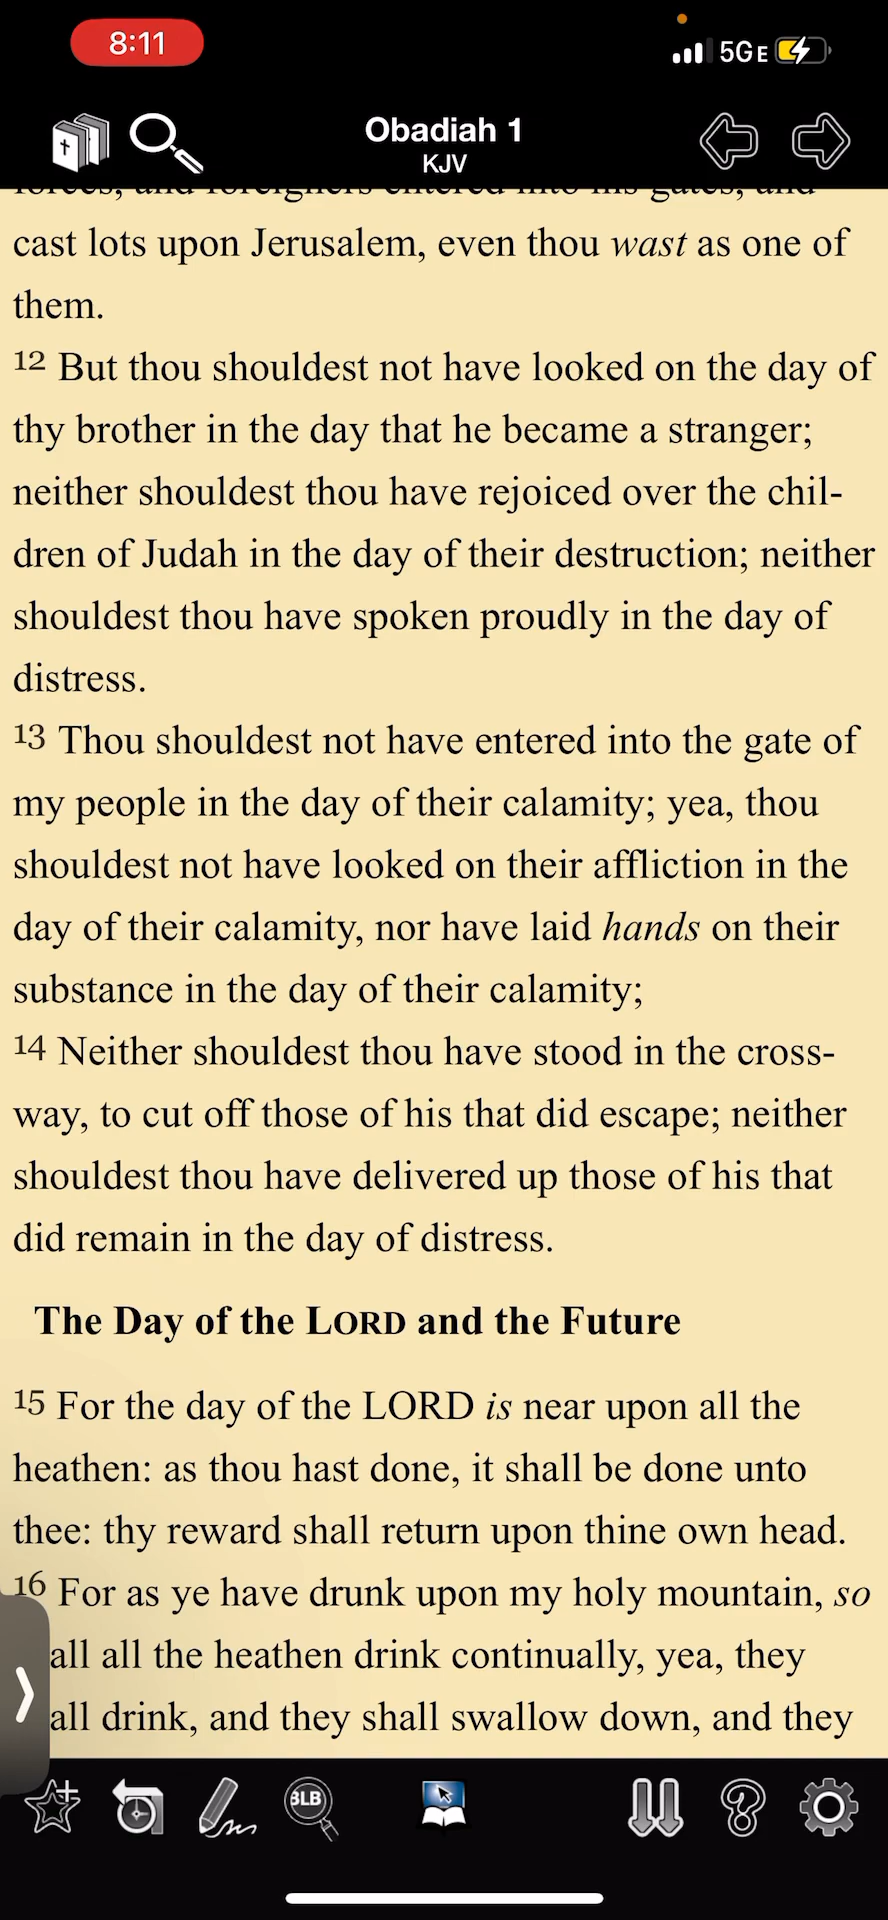 8:11
5GE
Obadiah 1
KJV
forces, and foreigners entered into his gates, and
cast lots upon Jerusalem, even thou wast as one of
them.
12 But thou shouldest not have looked on the day of
thy brother in the day that he became a stranger;
neither shouldest thou have rejoiced over the chil-
dren of Judah in the day of their destruction; neither
shouldest thou have spoken proudly in the day of
distress.
13 Thou shouldest not have entered into the gate of
my people in the day of their calamity; yea, thou
shouldest not have looked on their affliction in the
day of their calamity, nor have laid hands on their
substance in the day of their calamity;
14 Neither shouldest thou have stood in the cross-
way, to cut off those of his that did escape; neither
shouldest thou have delivered up those of his that
did remain in the day of distress.
The Day of the LORD and the Future
15 For the day of the LORD is near upon all the
heathen: as thou hast done, it shall be done unto
thee: thy reward shall return upon thine own head.
16 For as ye have drunk upon my holy mountain, so
all all the heathen drink continually, yea, they
all drink, and they shall swallow down, and they
BLB